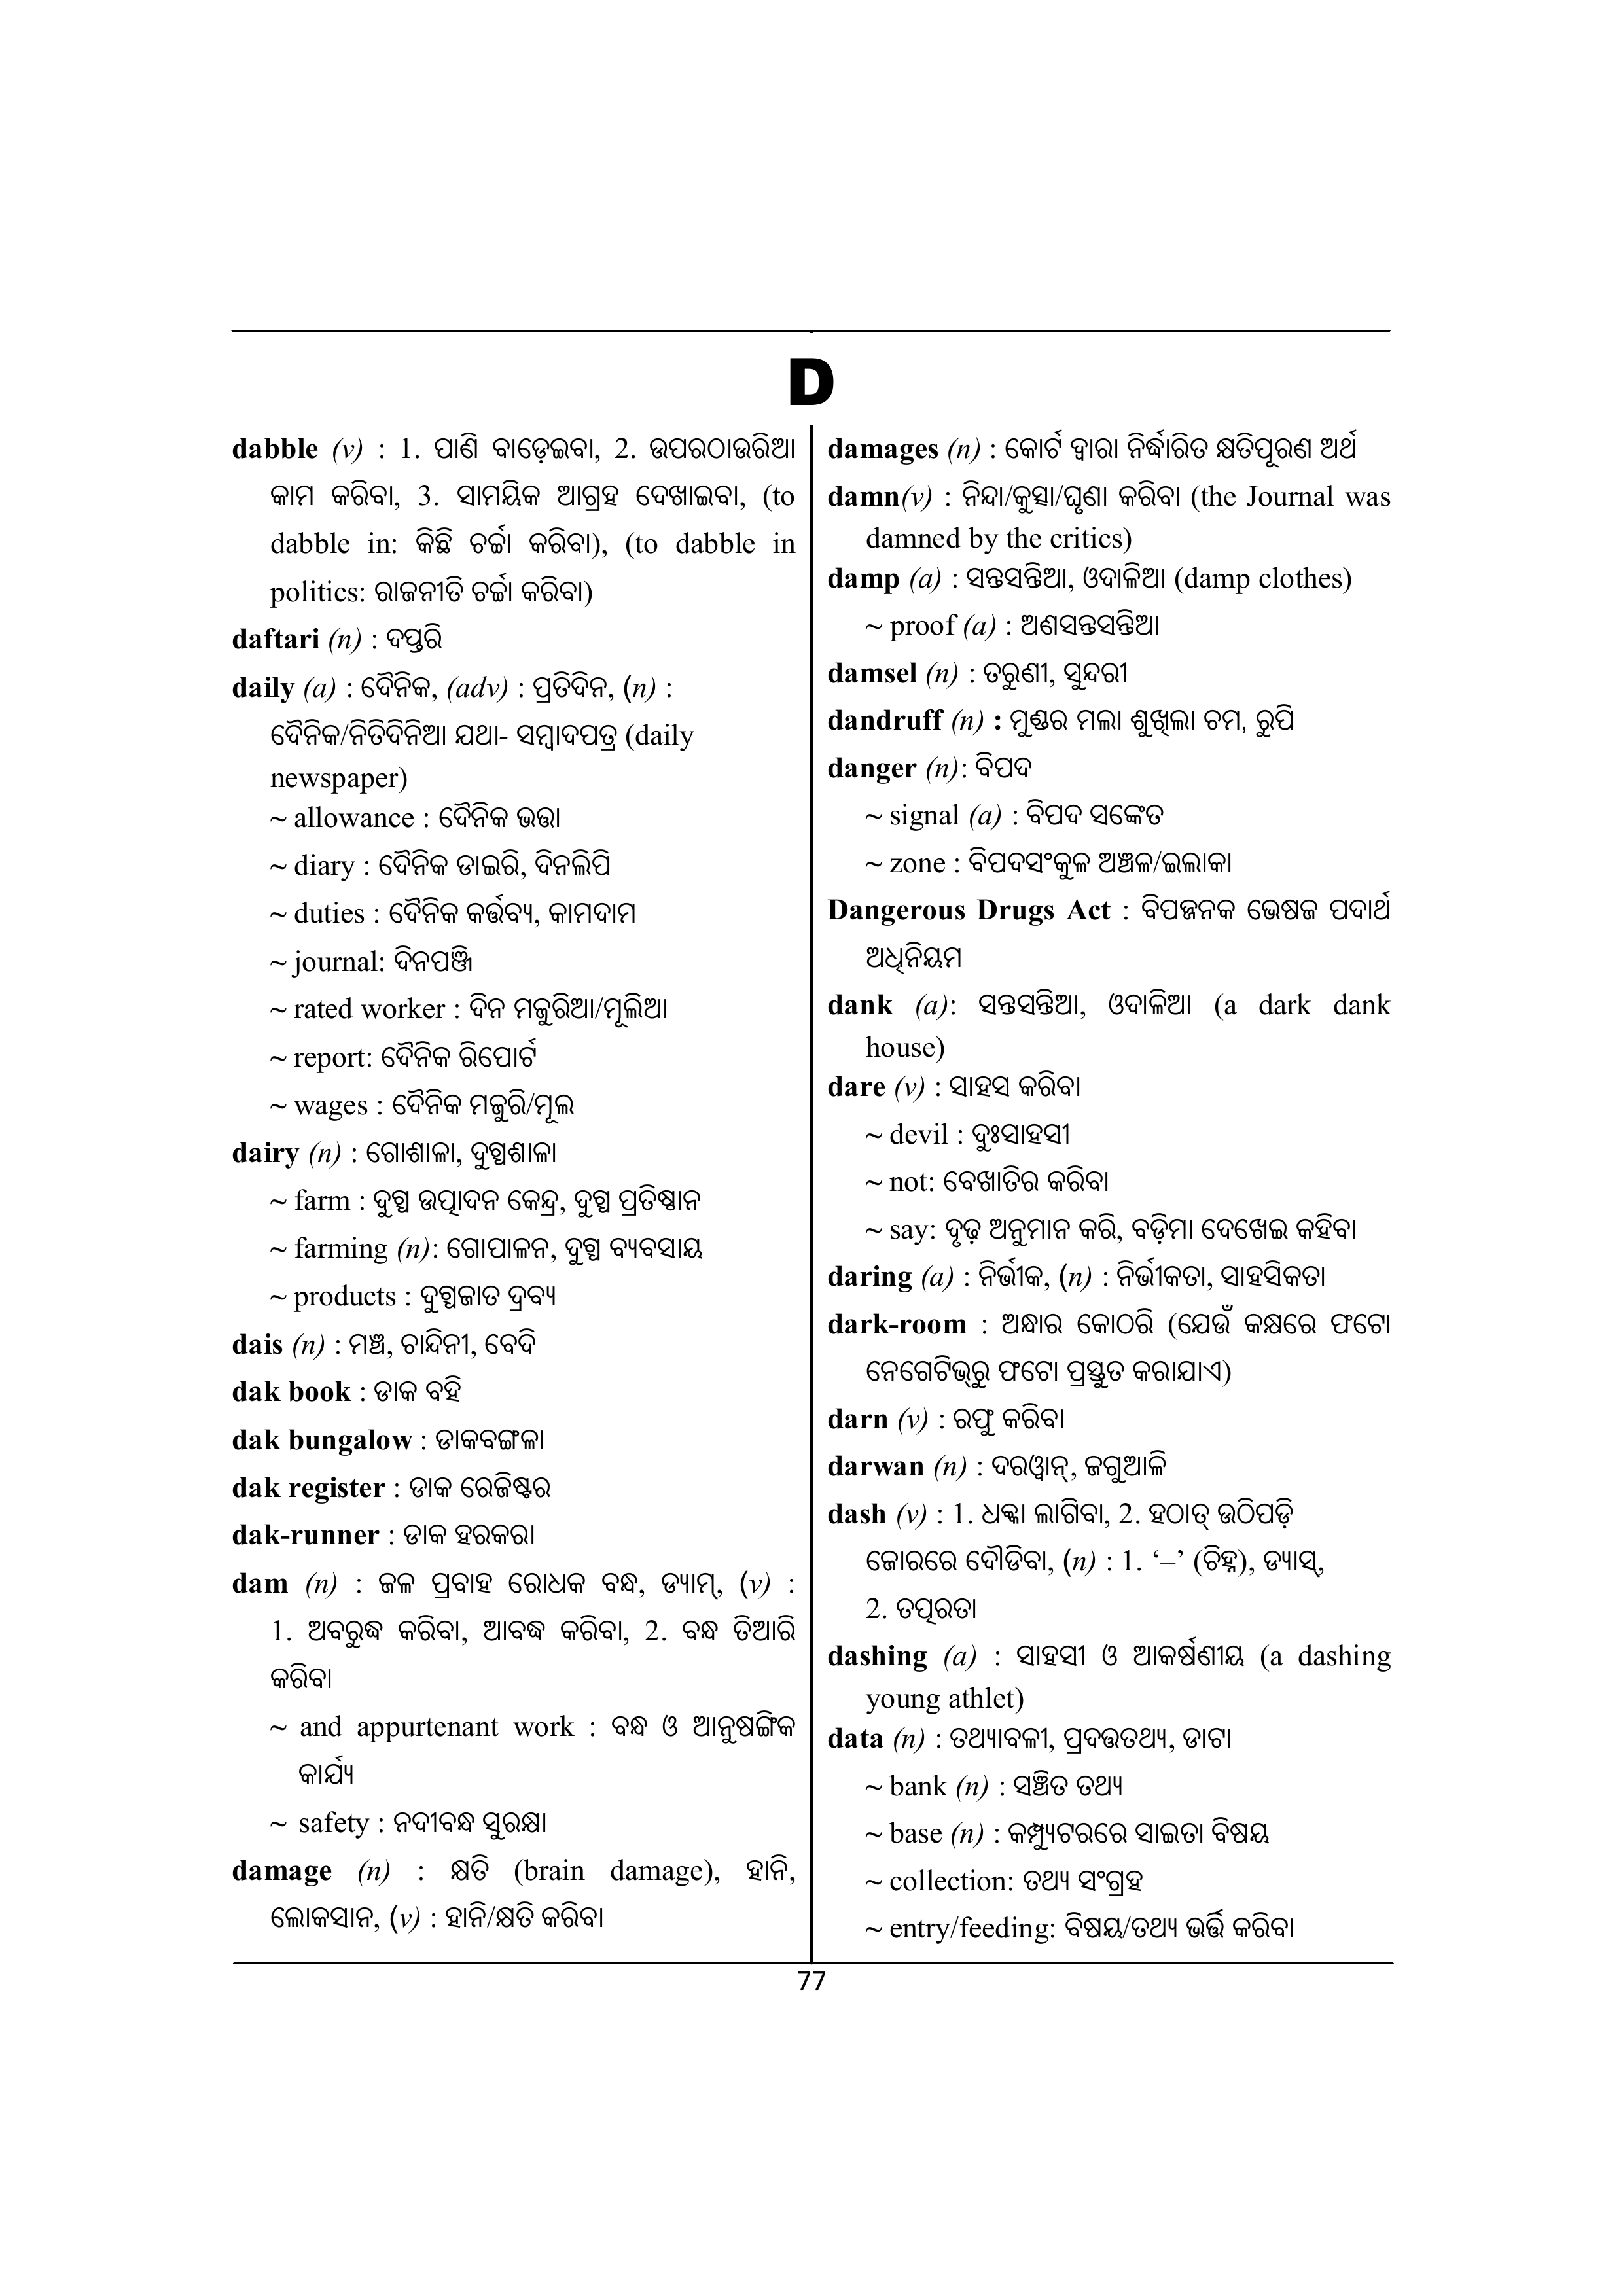 D
dabble (v) : 1. ପାଣି ବାଡ଼େଇବା, 2. ଉପରଠାଉରିଆ
କାମ କରିବା, 3. ସାମୟିକ ଆଗ୍ରହ ଦେଖାଇବା, (to
dabble in: କିଛି ଚର୍ଚ୍ଚା କରିବା), (to dabble in
politics: ରାଜନୀତି ଚର୍ଚ୍ଚା କରିବା)
daftari (n) : ଦପ୍ତରି
daily (a) : ଦୈନିକ, (adv) : ପ୍ରତିଦିନ, (n) :
ଦୈନିକ/ନିତିଦିନିଆ ଯଥା- ସମ୍ବାଦପତ୍ର (daily
newspaper)
~ allowance : ଦୈନିକ ଭତ୍ତା
~ diary : ଦୈନିକ ଡାଇରି, ଦିନଲିପି
~ duties : ଦୈନିକ କର୍ତ୍ତବ୍ୟ, କାମଦାମ
~ journal: ଦିନପଞ୍ଜି
~ rated worker : ଦିନ ମଜୁରିଆ/ମୂଲିଆ
~ report: ଦୈନିକ ରିପୋର୍ଟ
~ wages : ଦୈନିକ ମଜୁରି/ମୂଲ
dairy (n) : ଗୋଶାଳା, ଦୁଗ୍ଧଶାଳା
~ farm : ଦୁଗ୍ଧ ଉତ୍ପାଦନ କେନ୍ଦ୍ର, ଦୁଗ୍ଧ ପ୍ରତିଷ୍ଠାନ
~ farming (n): ଗୋପାଳନ, ଦୁଗ୍ଧ ବ୍ୟବସାୟ
~ products : ଦୁଗ୍ଧଜାତ ଦ୍ରବ୍ୟ
dais (n) : ମଞ୍ଚ, ଚାନ୍ଦିନୀ, ବେଦି
dak book : ଡାକ ବହି
dak bungalow : ଡାକବଙ୍ଗଳା
dak register : ଡାକ ରେଜିଷ୍ଟର
dak-runner : ଡାକ ହରକରା
dam (n) : ଜଳ ପ୍ରବାହ ରୋଧକ ବନ୍ଧ, ଡ୍ୟାମ୍, (v) :
1. ଅବରୁଦ୍ଧ କରିବା, ଆବଦ୍ଧ କରିବା, 2. ବନ୍ଧ ତିଆରି
କରିବା
~ and appurtenant work : ବନ୍ଧ ଓ ଆନୁଷଙ୍ଗିକ
କାର୍ଯ୍ୟ
~ safety : ନଦୀବନ୍ଧ ସୁରକ୍ଷା
damage (n) : କ୍ଷତି (brain damage), ହାନି,
ଲୋକସାନ, (v) : ହାନି/କ୍ଷତି କରିବା
damages (n) : କୋର୍ଟ ଦ୍ୱାରା ନିର୍ଦ୍ଧାରିତ କ୍ଷତିପୂରଣ ଅର୍ଥ
damn(v) : ନିନ୍ଦା/କୁତ୍ସା/ଘୃଣା କରିବା (the Journal was
damned by the critics)
damp (a) : ସନ୍ତସନ୍ତିଆ, ଓଦାଳିଆ (damp clothes)
~ proof (a) : ଅଣସନ୍ତସନ୍ତିଆ
damsel (n) : ତରୁଣୀ, ସୁନ୍ଦରୀ
dandruff (n) : ମୁଣ୍ଡର ମଲା ଶୁଖିଲା ଚମ, ରୁପି
danger (n): ବିପଦ
~ signal (a) : ବିପଦ ସଙ୍କେତ
~ zone : ବିପଦସଂକୁଳ ଅଞ୍ଚଳ/ଇଲାକା
Dangerous Drugs Act : ବିପଜ୍ଜନକ ଭେଷଜ ପଦାର୍ଥ
ଅଧିନିୟମ
dank (a): ସନ୍ତସନ୍ତିଆ, ଓଦାଳିଆ (a dark dank
house)
dare (v) : ସାହସ କରିବା
~ devil : ଦୁଃସାହସୀ
~ not: ବେଖାତିର କରିବା
~ say: ଦୃଢ଼ ଅନୁମାନ କରି, ବଡ଼ିମା ଦେଖେଇ କହିବା
daring (a) : ନିର୍ଭୀକ, (n) : ନିର୍ଭୀକତା, ସାହସିକତା
dark-room : ଅନ୍ଧାର କୋଠରି (ଯେଉଁ କକ୍ଷରେ ଫଟୋ
ନେଗେଟିଭ୍‌ରୁ ଫଟୋ ପ୍ରସ୍ତୁତ କରାଯାଏ)
darn (v) : ରଫୁ କରିବା
darwan (n) : ଦରୱାନ୍, ଜଗୁଆଳି
dash (v) : 1. ଧକ୍କା ଲାଗିବା, 2. ହଠାତ୍ ଉଠିପଡ଼ି
ଜୋରରେ ଦୌଡିବା, (n) : 1. ‘–’ (ଚିହ୍ନ), ଡ୍ୟାସ୍,
2. ତତ୍ପରତା
dashing (a) : ସାହସୀ ଓ ଆକର୍ଷଣୀୟ (a dashing
young athlet)
data (n) : ତଥ୍ୟାବଳୀ, ପ୍ରଦତ୍ତତଥ୍ୟ, ଡାଟା
~ bank (n) : ସଞ୍ଚିତ ତଥ୍ୟ
~ base (n) : କମ୍ପ୍ୟୁଟରରେ ସାଇତା ବିଷୟ
~ collection: ତଥ୍ୟ ସଂଗ୍ରହ
~ entry/feeding: ବିଷୟ/ତଥ୍ୟ ଭର୍ତ୍ତି କରିବା
77